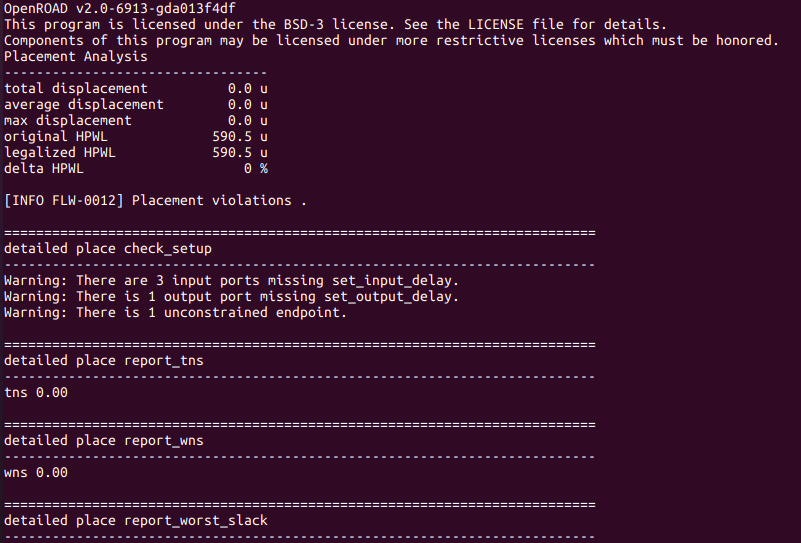 OpenROAD v2.0-6913-gda013f4df
This program is licensed under the BSD-3 license. See the LICENSE file for details.
Components of this program may be licensed under more restrictive licenses which must be honored.
Placement Analysis
---------------------------------
total displacement          0.0 u
average displacement        0.0 u
max displacement            0.0 u
original HPWL             590.5 u
legalized HPWL            590.5 u
delta HPWL                    0 %
[INFO FLW-0012] Placement violations .
==========================================================================
detailed place check_setup
--------------------------------------------------------------------------
Warning: There are 3 input ports missing set_input_delay.
Warning: There is 1 output port missing set_output_delay.
Warning: There is 1 unconstrained endpoint.
==========================================================================
detailed place report_tns
--------------------------------------------------------------------------
tns 0.00
==========================================================================
detailed place report_wns
--------------------------------------------------------------------------
wns 0.00
==========================================================================
detailed place report_worst_slack
--------------------------------------------------------------------------